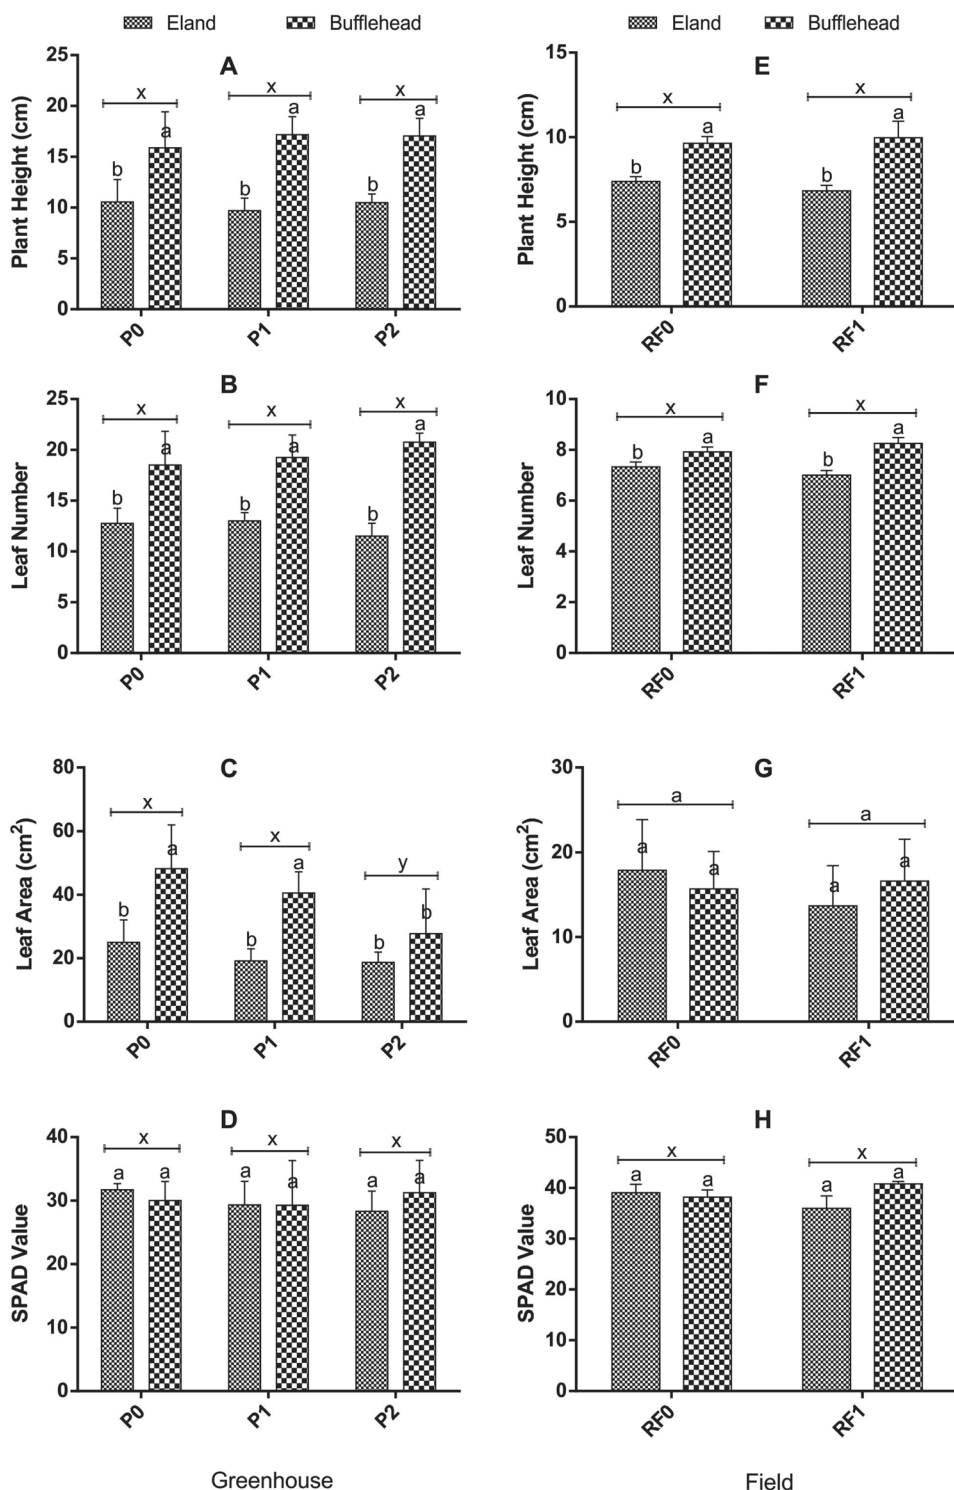 Eland Bufflehead
A
Plant Height (cm)
25
20
15
10
5
0
x x x
b a b a b a
P0 P1 P2
B
Leaf Number
25
20
15
10
5
0
x x x
b a b a b a
P0 P1 P2
C
Leaf Area (cm²)
80
60
40
20
0
x x y
b a b a b b
P0 P1 P2
D
SPAD Value
40
30
20
10
0
x x x
a a a a a a
P0 P1 P2
Greenhouse
Eland Bufflehead
E
Plant Height (cm)
15
10
5
0
x x
b a b a
RF0 RF1
F
Leaf Number
10
8
6
4
2
0
x x
b a b a
RF0 RF1
G
Leaf Area (cm²)
30
20
10
0
a a
a a a a
RF0 RF1
H
SPAD Value
50
40
30
20
10
0
x x
a a a a
RF0 RF1
Field